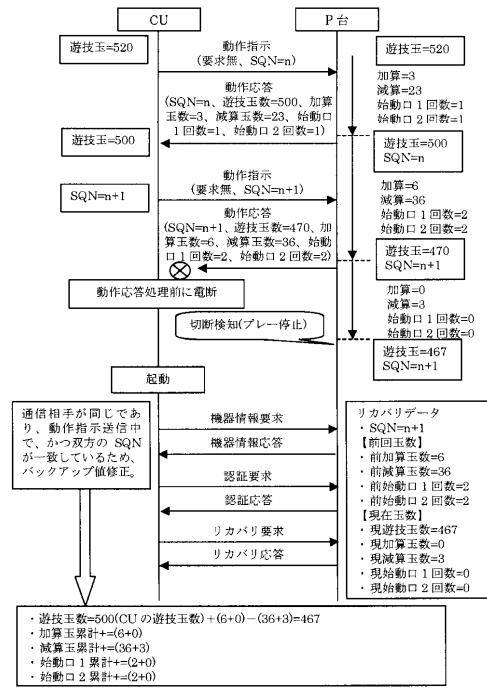 CU
P台
遊技玉=520
動作指示
(要求無、SQN=n)
遊技玉=520
加算=3
減算=23
始動口1回数=1
始動口2回数=1
動作応答
(SQN=n、遊技玉数=500、加算
玉数=3、減算玉数=23、始動口
1回数=1、始動口2回数=1)
遊技玉=500
遊技玉=500
SQN=n
動作指示
(要求無、SQN=n+1)
SQN=n+1
加算=6
減算=36
始動口1回数=2
始動口2回数=2
動作応答
(SQN=n+1、遊技玉数=470、加
算玉数=6、減算玉数=36、始動
口1回数=2、始動口2回数=2)
遊技玉=470
SQN=n+1
動作応答処理前に電断
加算=0
減算=3
始動口1回数=0
始動口2回数=0
切断検知(プレー停止)
遊技玉=467
SQN=n+1
起動
通信相手が同じであ
り、動作指示送信中
で、かつ双方のSQN
が一致しているため、
バックアップ値修正。
機器情報要求
機器情報応答
認証要求
認証応答
リカバリ要求
リカバリ応答
リカバリデータ
・SQN=n+1
【前回玉数】
・前加算玉数=6
・前減算玉数=36
・前始動口1回数=2
・前始動口2回数=2
【現在玉数】
・現遊技玉数=467
・現加算玉数=0
・現減算玉数=3
・現始動口1回数=0
・現始動口2回数=0
・遊技玉数=500(CUの遊技玉数)+(6+0)-(36+3)=467
・加算玉累計+=(6+0)
・減算玉累計+=(36+3)
・始動口1累計+=(2+0)
・始動口2累計+=(2+0)